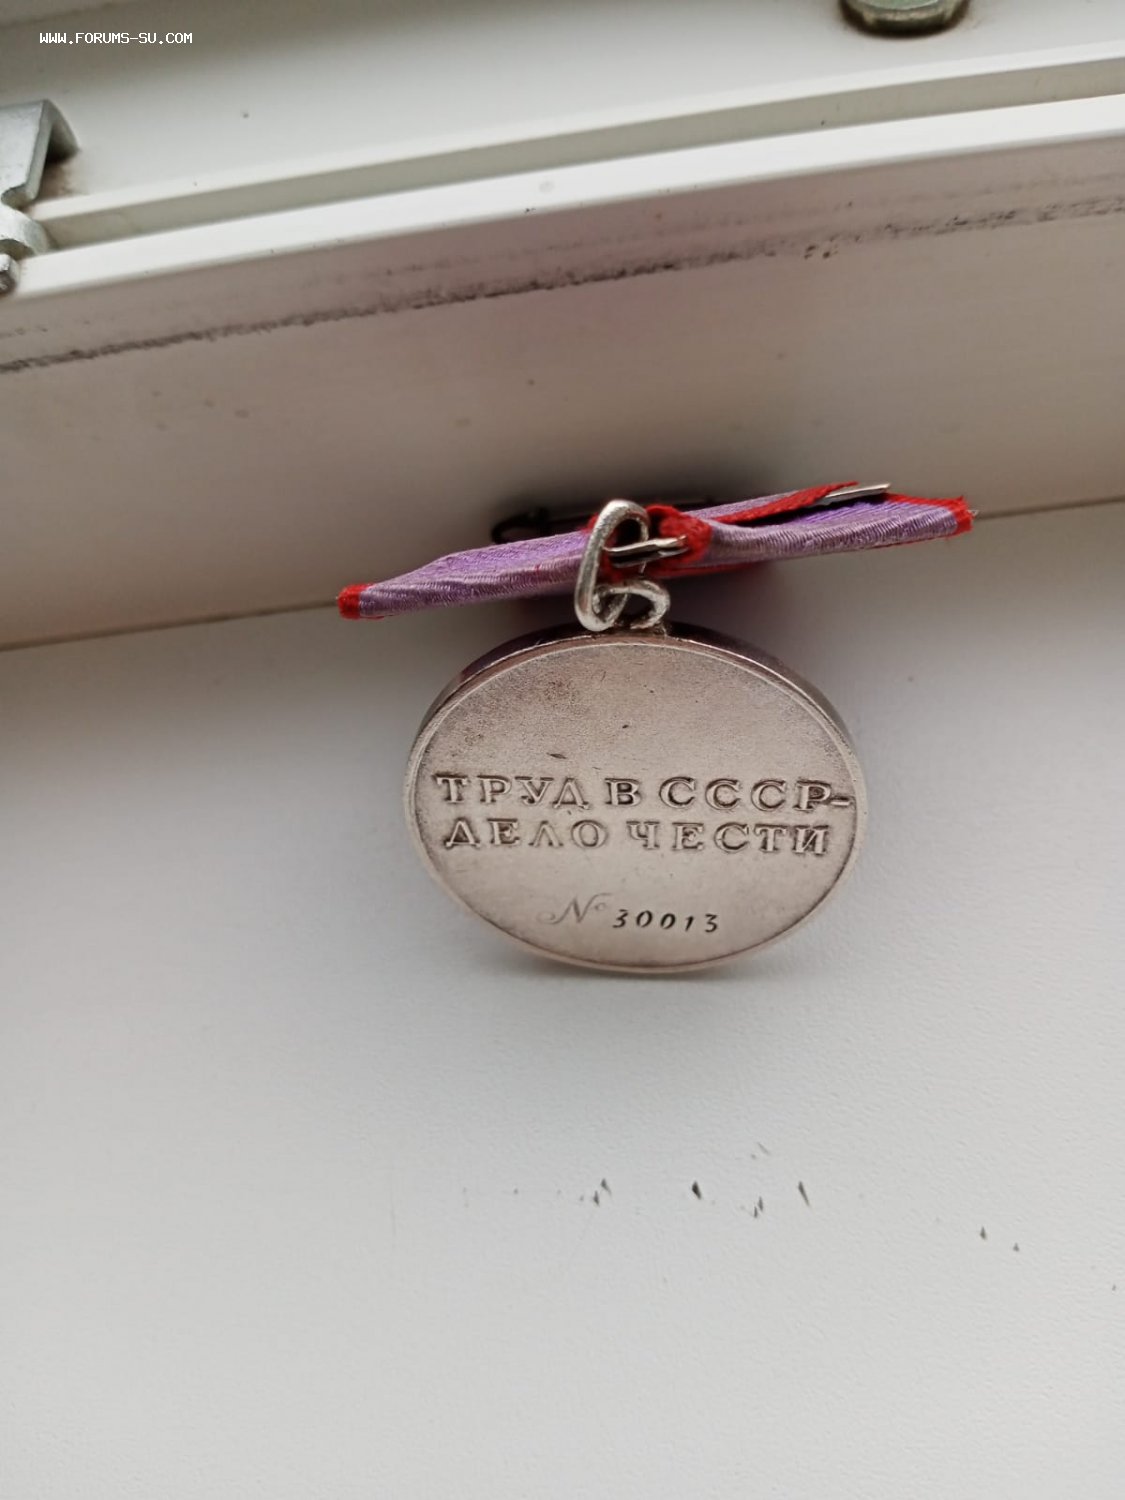 WWW.FORUMS-SU.COM
ТРУД В СССР-
ДЕЛО ЧЕСТИ
№ 30013